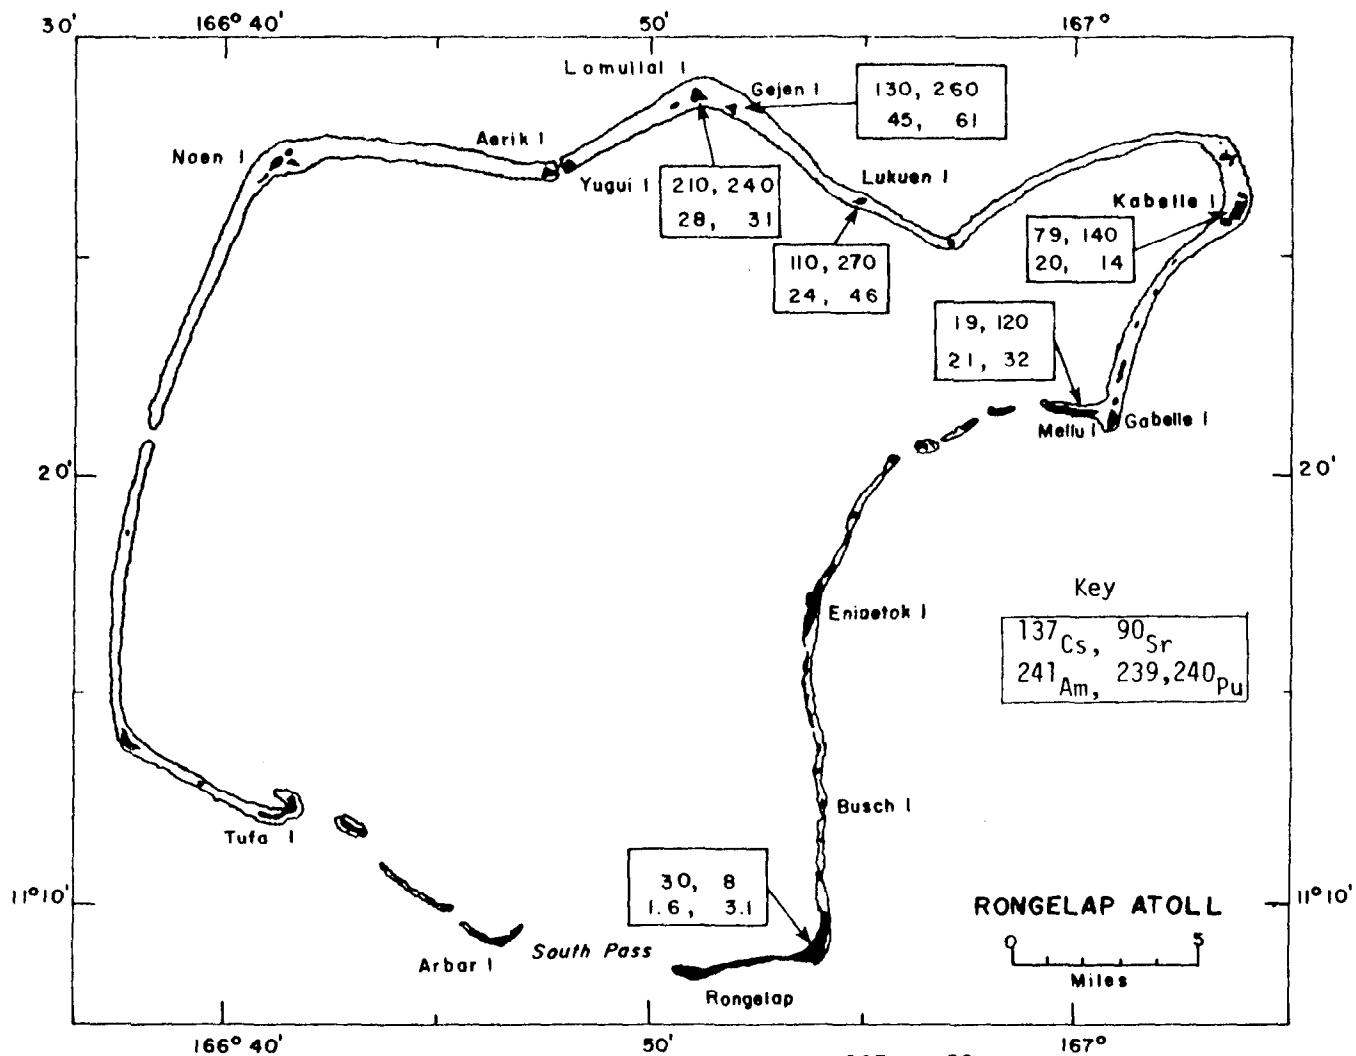 30' 166° 40' 50' 167°
Lomuilal I
Gejen I
130, 260
45, 61
Aerik I
Naen I
Yugui I
210, 240
28, 31
Lukuen I
Kabelle I
79, 140
20, 14
110, 270
24, 46
19, 120
21, 32
Mellu I
Gabelle I
20' 20'
Eniaetok I
Key
137Cs, 90Sr
241Am, 239,240Pu
Busch I
Tufa I
30, 8
1.6, 3.1
11° 10' 11° 10'
RONGELAP ATOLL
0 5
Miles
South Pass
Arbar I
Rongelap
166° 40' 50' 167°